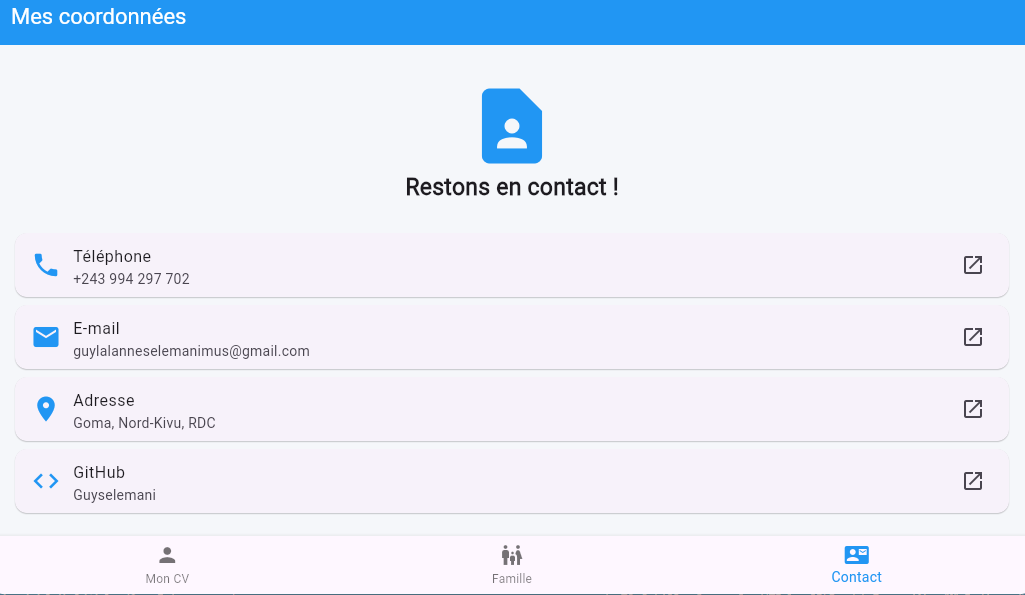 Mes coordonnées
Restons en contact !
Téléphone
+243 994 297 702
E-mail
guylalanneselemanimus@gmail.com
Adresse
Goma, Nord-Kivu, RDC
GitHub
Guyselemani
Mon CV
Famille
Contact